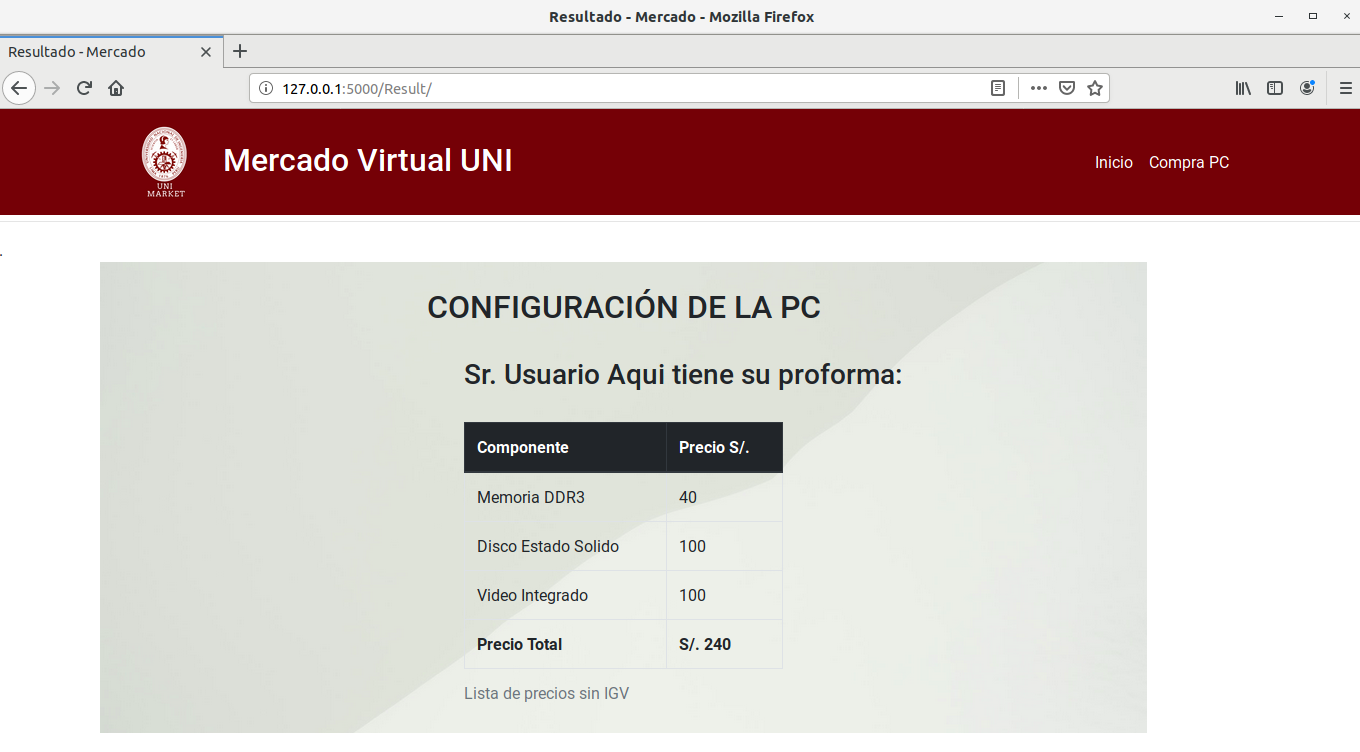 Resultado - Mercado - Mozilla Firefox
Resultado - Mercado
127.0.0.1:5000/Result/
UNI
MARKET
Mercado Virtual UNI
Inicio Compra PC
.
CONFIGURACIÓN DE LA PC
Sr. Usuario Aqui tiene su proforma:
Componente Precio S/.
Memoria DDR3 40
Disco Estado Solido 100
Video Integrado 100
Precio Total S/. 240
Lista de precios sin IGV